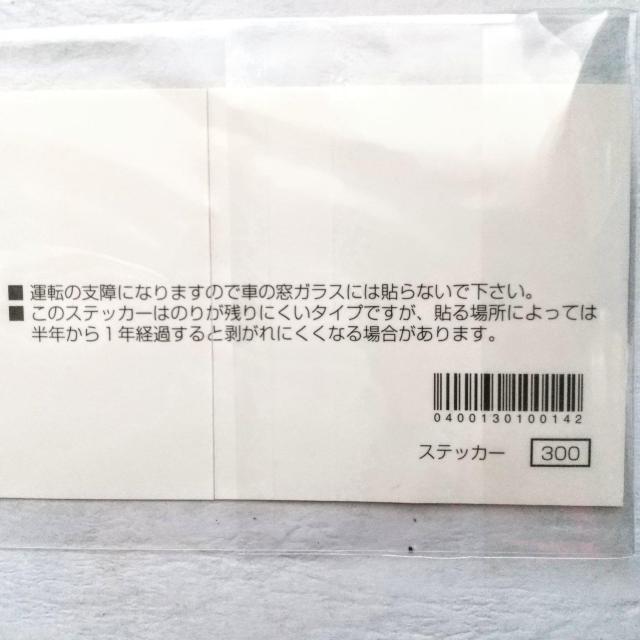 ■ 運転の支障になりますので車の窓ガラスには貼らないで下さい。
■ このステッカーはのりが残りにくいタイプですが、貼る場所によっては
半年から1年経過すると剥がれにくくなる場合があります。
0400130100142
ステッカー 300